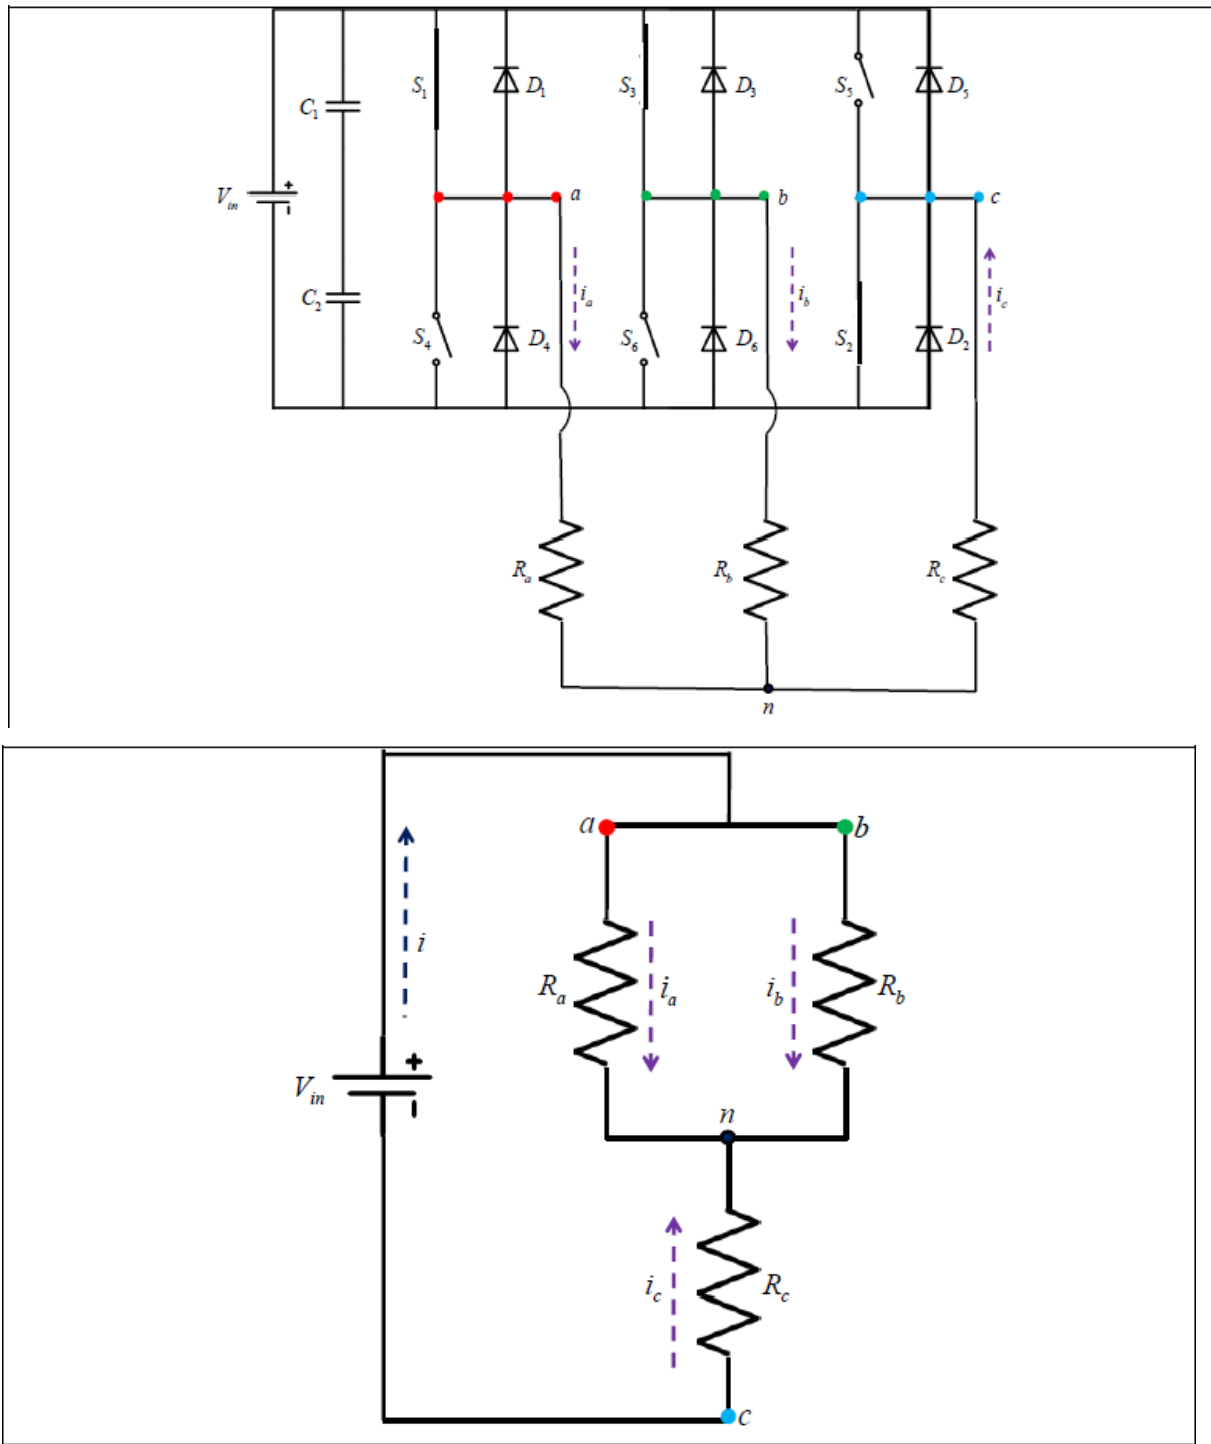 S1 D1 S3 D3 S5 D5
C1
Vin + a b c
C2 ia ib ic
S4 D4 S6 D6 S2 D2
Ra Rb Rc
n
a b
i
Ra ia ib Rb
+
Vin
n
ic Rc
c